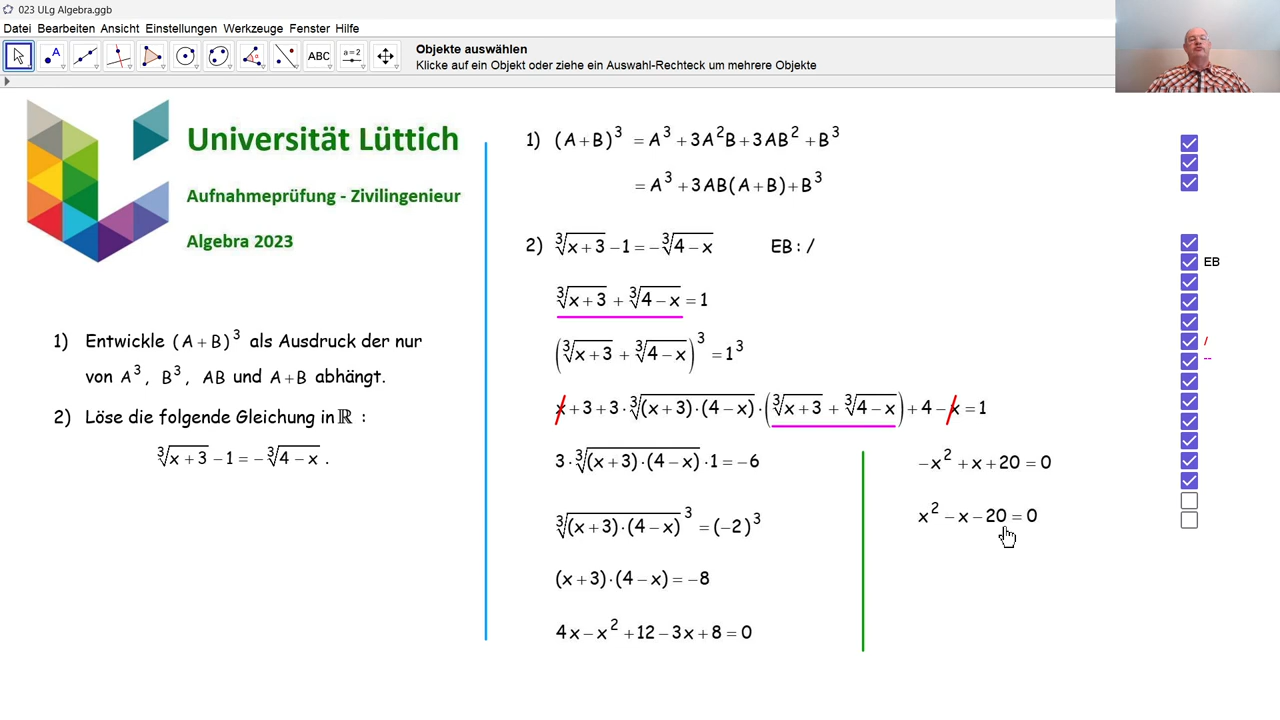 023 ULg Algebra.ggb
Datei Bearbeiten Ansicht Einstellungen Werkzeuge Fenster Hilfe
A ABC a=2
Objekte auswählen
Klicke auf ein Objekt oder ziehe ein Auswahl-Rechteck um mehrere Objekte
Universität Lüttich
Aufnahmeprüfung - Zivilingenieur
Algebra 2023
1) Entwickle (A+B)³ als Ausdruck der nur
von A³, B³, AB und A+B abhängt.
2) Löse die folgende Gleichung in ℝ :
∛(x+3) −1 = −∛(4−x) .
1) (A+B)³ = A³ +3A²B+3AB² +B³
= A³ +3AB(A+B)+B³
2) ∛(x+3) −1 = −∛(4−x) EB : /
∛(x+3) + ∛(4−x) = 1
(∛(x+3) + ∛(4−x))³ = 1³
x+3+3·∛((x+3)·(4−x))·(∛(x+3) + ∛(4−x))+4−x = 1
3·∛((x+3)·(4−x))·1 = −6
∛((x+3)·(4−x))³ = (−2)³
(x+3)·(4−x) = −8
4x−x² +12−3x+8 = 0
−x² +x+20 = 0
x² −x−20 = 0
EB
/
--